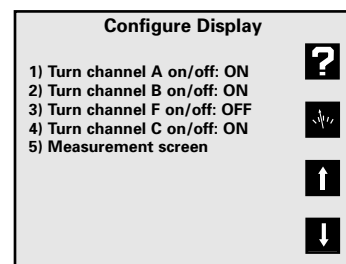 Configure Display
1) Turn channel A on/off: ON
2) Turn channel B on/off: ON
3) Turn channel F on/off: OFF
4) Turn channel C on/off: ON
5) Measurement screen
?